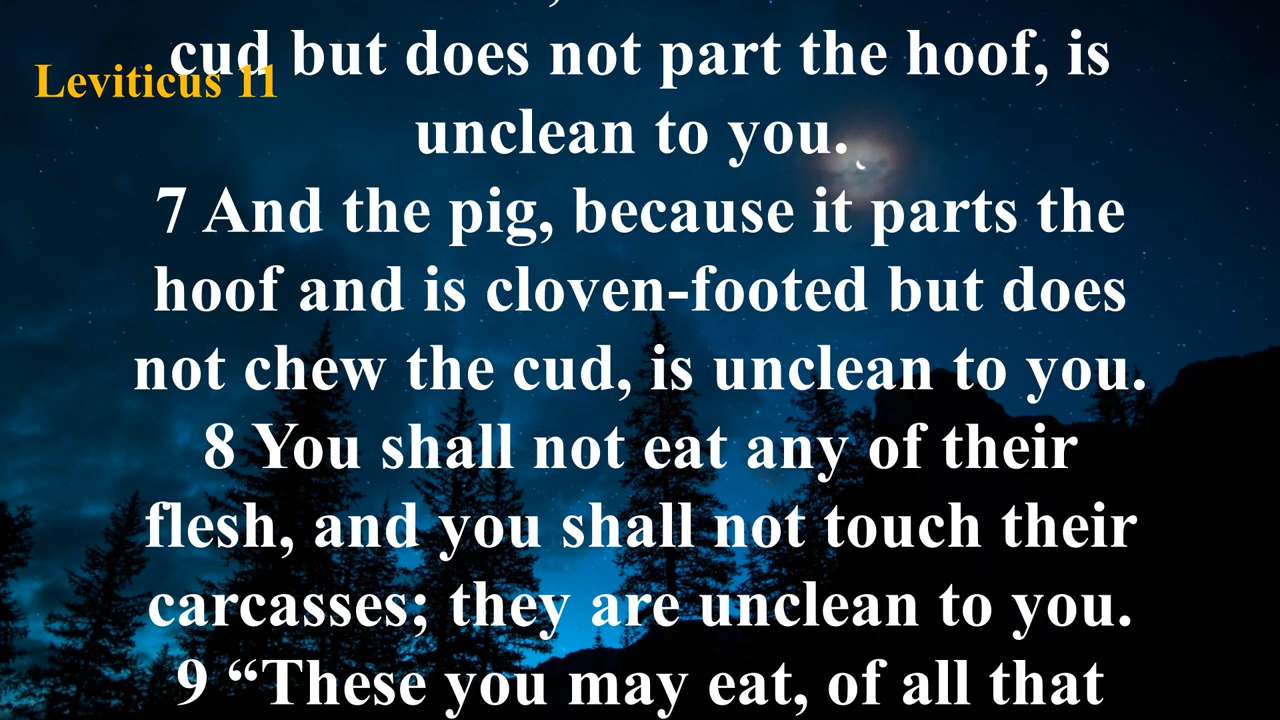 cud but does not part the hoof, is
Leviticus 11
unclean to you.
7 And the pig, because it parts the
hoof and is cloven-footed but does
not chew the cud, is unclean to you.
8 You shall not eat any of their
flesh, and you shall not touch their
carcasses; they are unclean to you.
9 “These you may eat, of all that